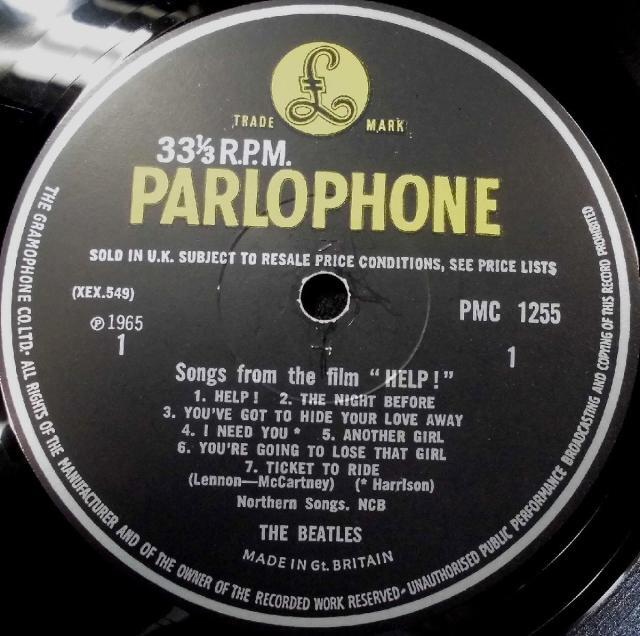 £
TRADE MARK
33⅓ R.P.M.
PARLOPHONE
SOLD IN U.K. SUBJECT TO RESALE PRICE CONDITIONS, SEE PRICE LISTS
(XEX.549)
PMC 1255
℗ 1965
1
1
Songs from the film "HELP!"
1. HELP! 2. THE NIGHT BEFORE
3. YOU'VE GOT TO HIDE YOUR LOVE AWAY
4. I NEED YOU * 5. ANOTHER GIRL
6. YOU'RE GOING TO LOSE THAT GIRL
7. TICKET TO RIDE
(Lennon—McCartney) (* Harrison)
Northern Songs. NCB
THE BEATLES
MADE IN Gt. BRITAIN
THE GRAMOPHONE CO. LTD. · ALL RIGHTS OF THE MANUFACTURER AND OF THE OWNER OF THE RECORDED WORK RESERVED · UNAUTHORISED PUBLIC PERFORMANCE BROADCASTING AND COPYING OF THIS RECORD PROHIBITED